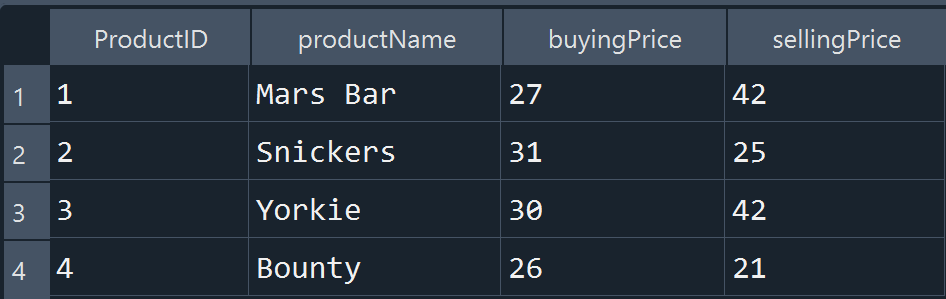 ProductID productName buyingPrice sellingPrice
1 1 Mars Bar 27 42
2 2 Snickers 31 25
3 3 Yorkie 30 42
4 4 Bounty 26 21